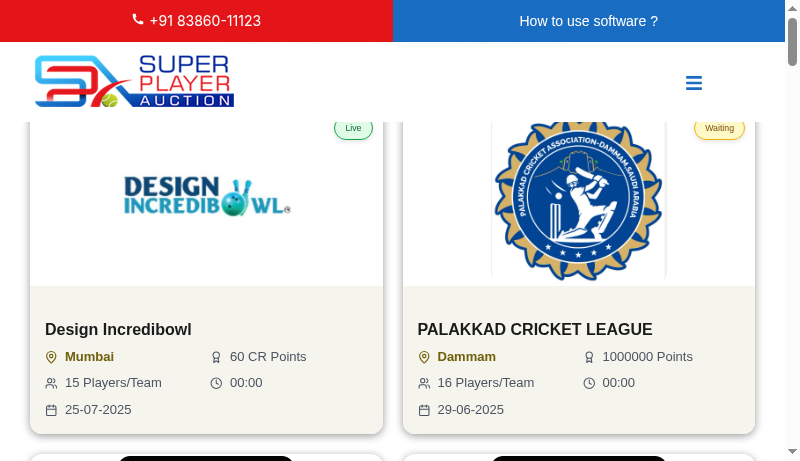 +91 83860-11123
How to use software ?
SUPER
PLAYER
AUCTION
Live
Waiting
DESIGN
INCREDIBOWL
PALAKKAD CRICKET ASSOCIATION-DAMMAM, SAUDI ARABIA
Design Incredibowl
Mumbai
60 CR Points
15 Players/Team
00:00
25-07-2025
PALAKKAD CRICKET LEAGUE
Dammam
1000000 Points
16 Players/Team
00:00
29-06-2025